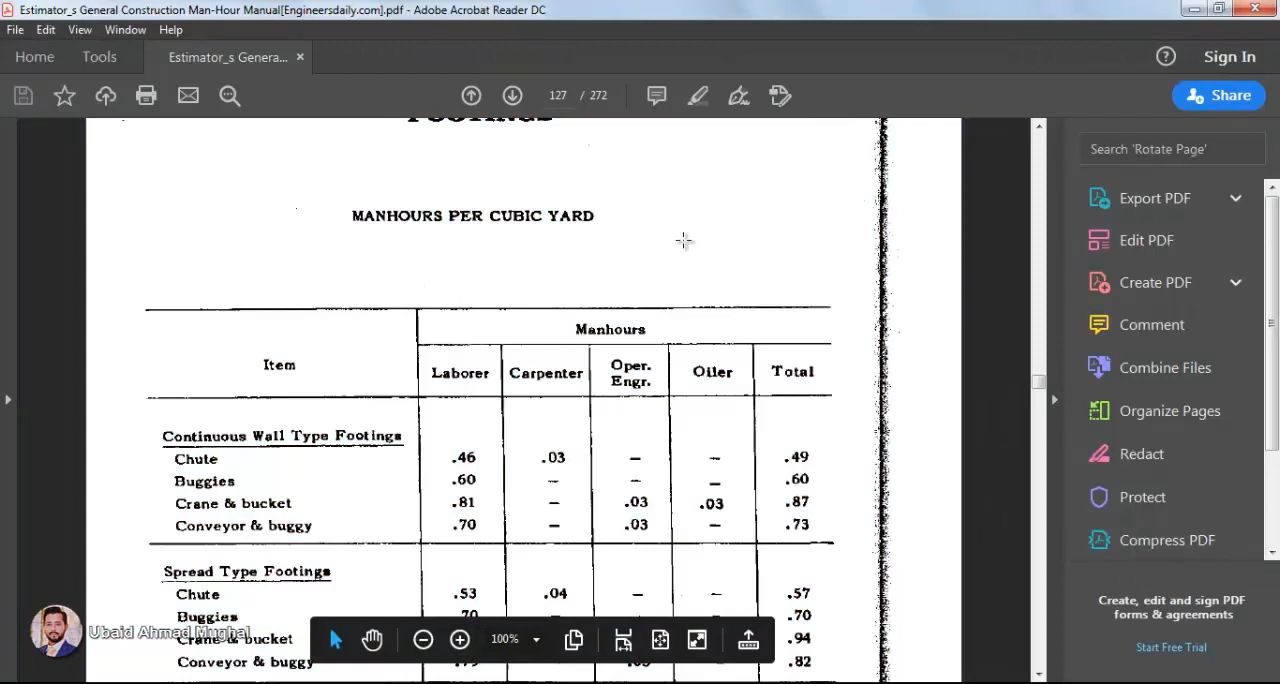 Estimator_s General Construction Man-Hour Manual[Engineersdaily.com].pdf - Adobe Acrobat Reader DC
File Edit View Window Help
Home Tools Estimator_s Genera... × ? Sign In
127 / 272 Share
FOOTINGS
MANHOURS PER CUBIC YARD
Item Manhours
Laborer Carpenter Oper. Engr. Oiler Total
Continuous Wall Type Footings
Chute .46 .03 – – .49
Buggies .60 – – – .60
Crane & bucket .81 – .03 .03 .87
Conveyor & buggy .70 – .03 – .73
Spread Type Footings
Chute .53 .04 – – .57
Buggies .70 .70
Crane & bucket .94
Conveyor & buggy .82
Ubaid Ahmad Mughal
100%
Search 'Rotate Page'
Export PDF
Edit PDF
Create PDF
Comment
Combine Files
Organize Pages
Redact
Protect
Compress PDF
Create, edit and sign PDF
forms & agreements
Start Free Trial